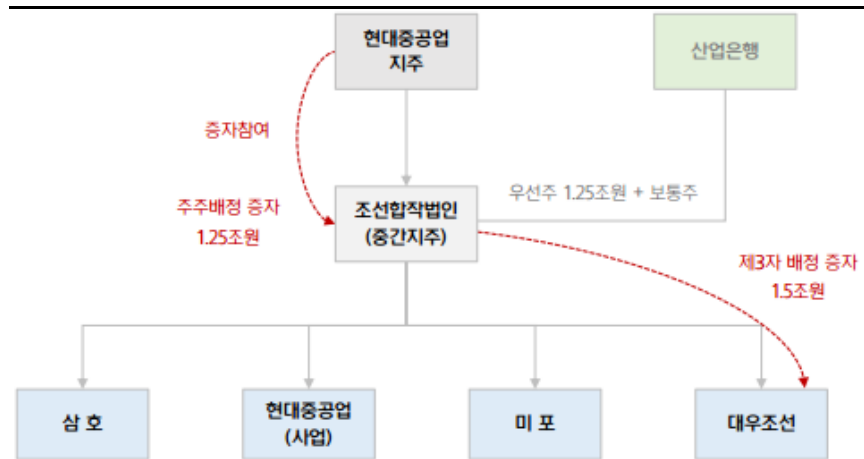 현대중공업
지주
산업은행
증자참여
우선주 1.25조원 + 보통주
주주배정 증자
1.25조원
조선합작법인
(중간지주)
제3자 배정 증자
1.5조원
삼 호
현대중공업
(사업)
미 포
대우조선